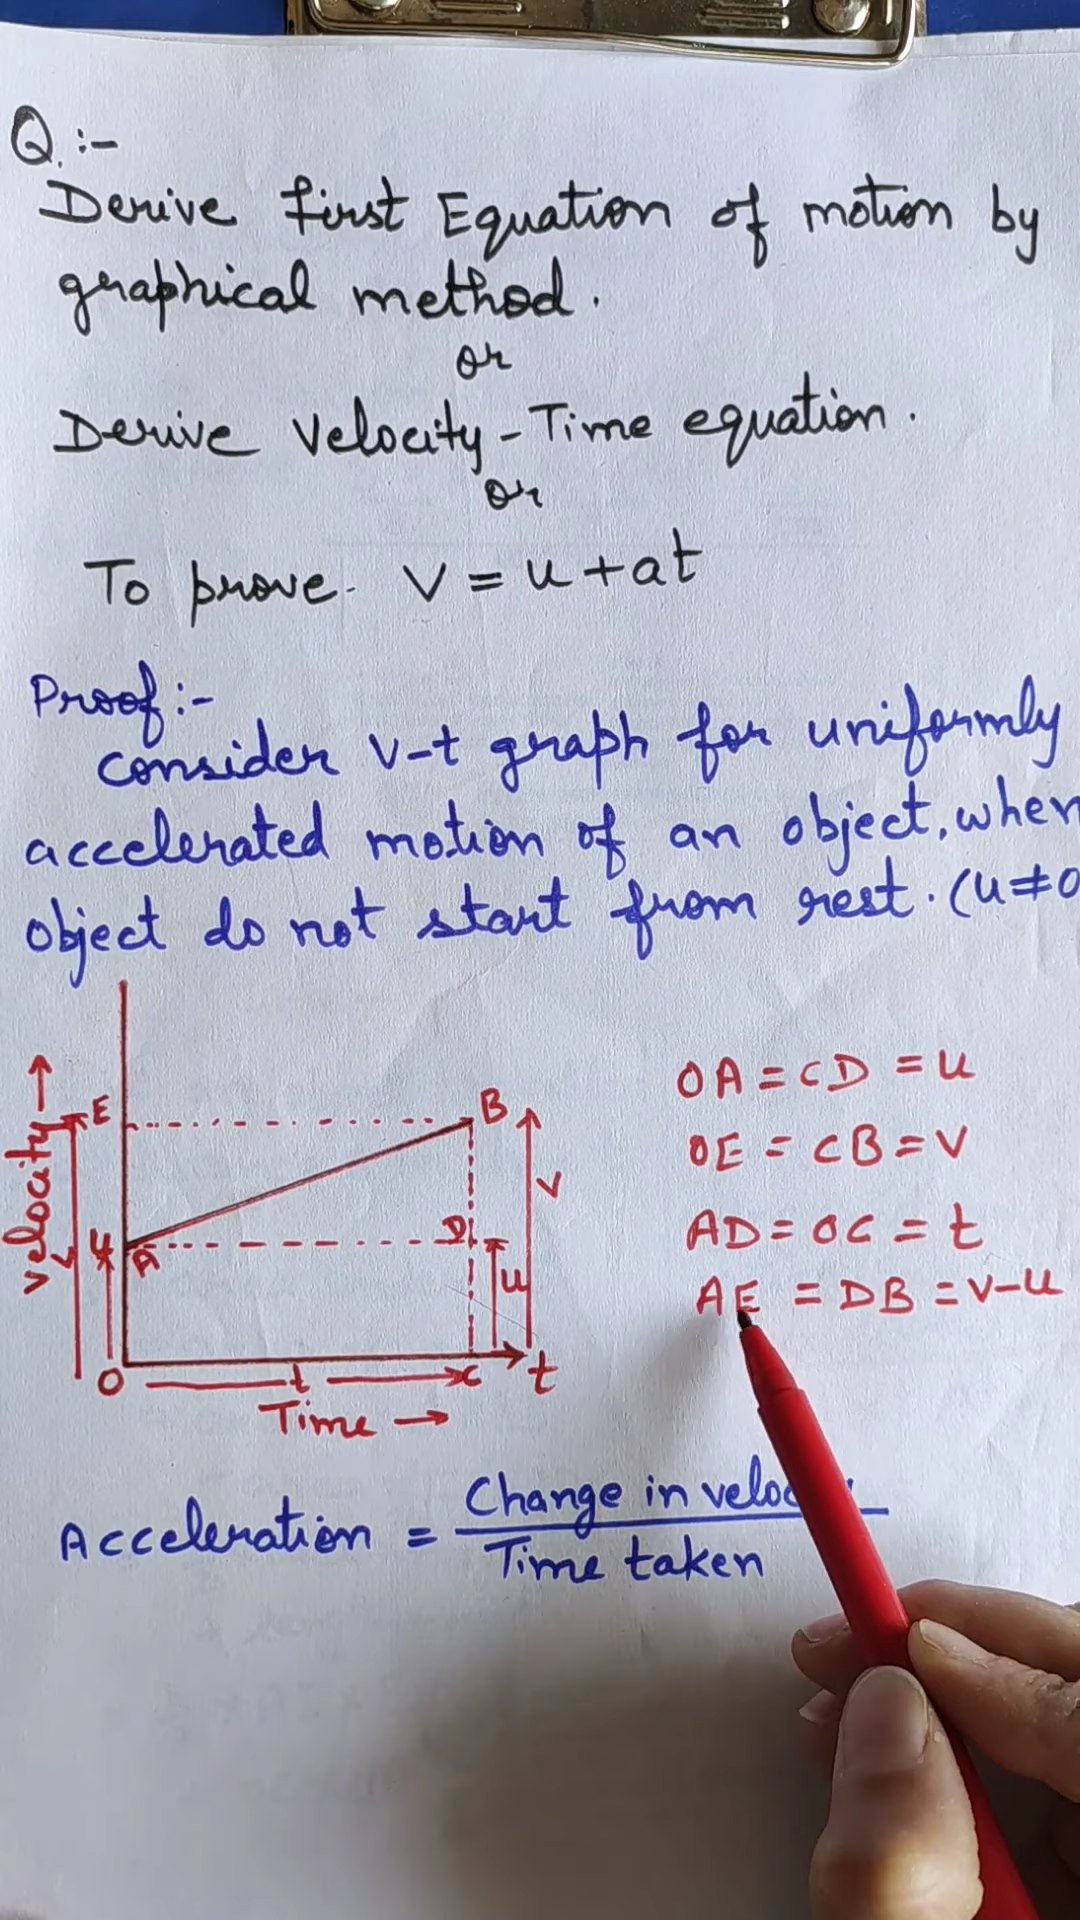 Q.:-
Derive first Equation of motion by
graphical method.
or
Derive Velocity-Time equation.
or
To prove. V = u + at
Proof:-
consider v-t graph for uniformly
accelerated motion of an object, when
object do not start from rest. (u≠0
E
B
Velocity →
V
u
A
D
u
O
t
C
t
Time →
OA = CD = u
OE = CB = V
AD = OC = t
AE = DB = V-u
Acceleration = Change in
Time taken